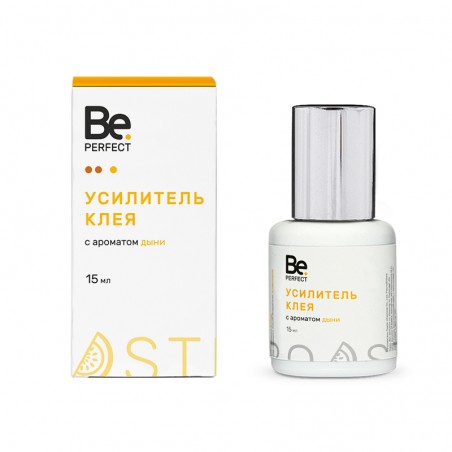 Be.
PERFECT
УСИЛИТЕЛЬ
КЛЕЯ
с ароматом дыни
15 мл
Be.
PERFECT
УСИЛИТЕЛЬ
КЛЕЯ
с ароматом дыни
15 мл